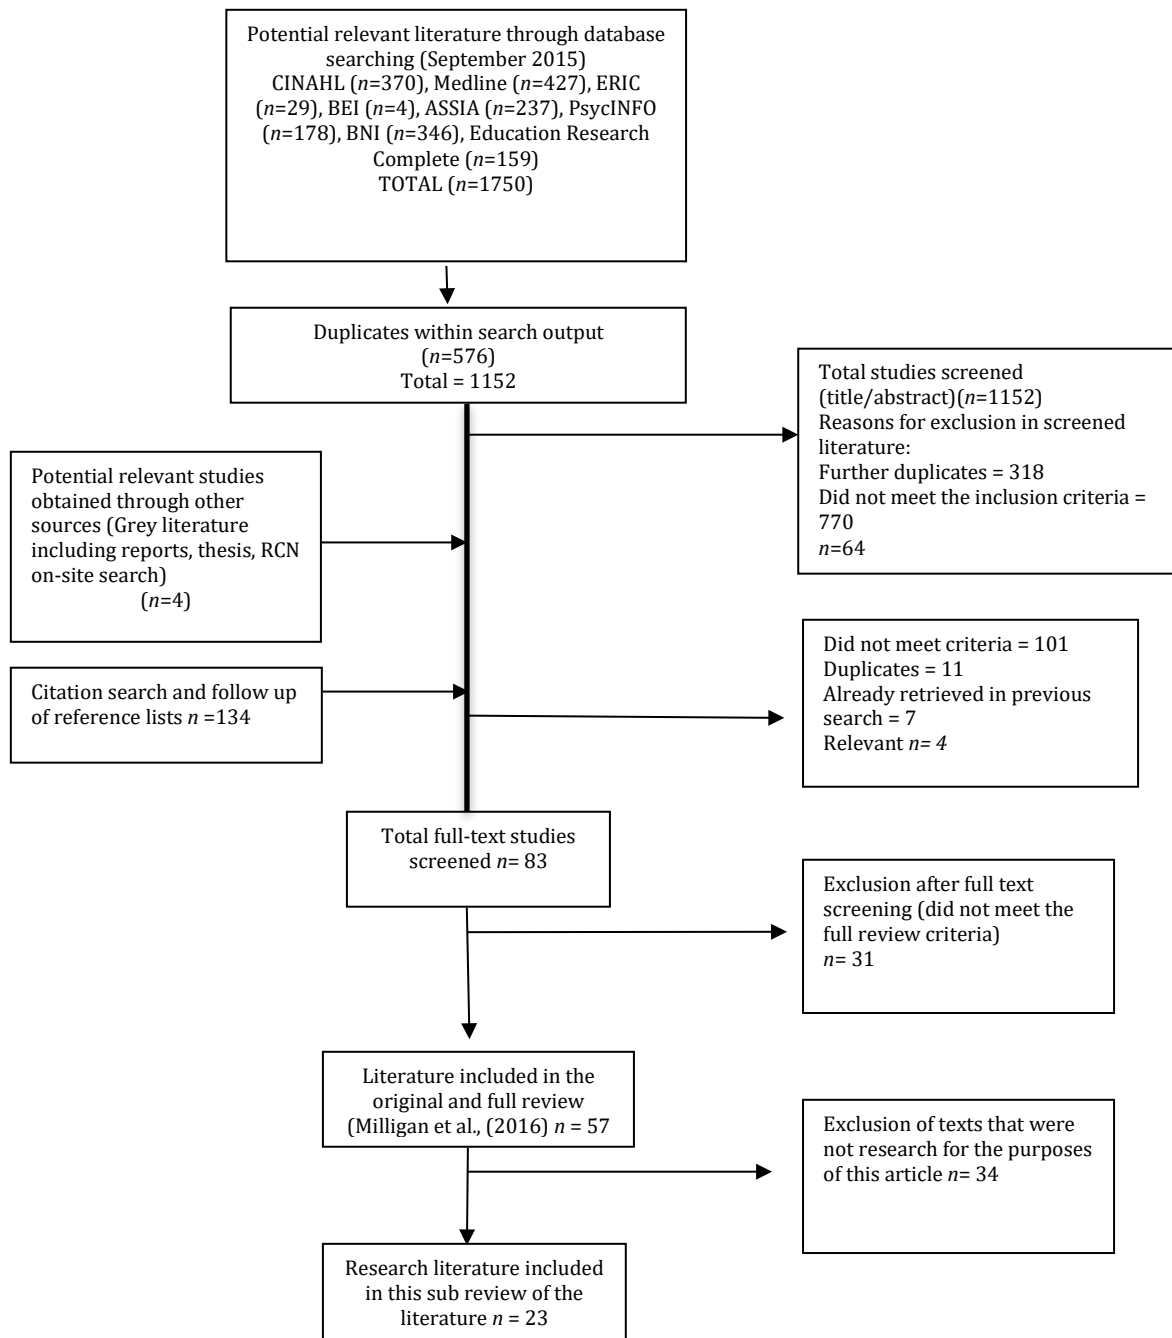 Potential relevant literature through database
searching (September 2015)
CINAHL (n=370), Medline (n=427), ERIC
(n=29), BEI (n=4), ASSIA (n=237), PsycINFO
(n=178), BNI (n=346), Education Research
Complete (n=159)
TOTAL (n=1750)
Duplicates within search output
(n=576)
Total = 1152
Total studies screened
(title/abstract)(n=1152)
Reasons for exclusion in screened
literature:
Further duplicates = 318
Did not meet the inclusion criteria =
770
n=64
Potential relevant studies
obtained through other
sources (Grey literature
including reports, thesis, RCN
on-site search)
(n=4)
Citation search and follow up
of reference lists n =134
Did not meet criteria = 101
Duplicates = 11
Already retrieved in previous
search = 7
Relevant n= 4
Total full-text studies
screened n= 83
Exclusion after full text
screening (did not meet the
full review criteria)
n= 31
Literature included in the
original and full review
(Milligan et al., (2016) n = 57
Exclusion of texts that were
not research for the purposes
of this article n= 34
Research literature included
in this sub review of the
literature n = 23